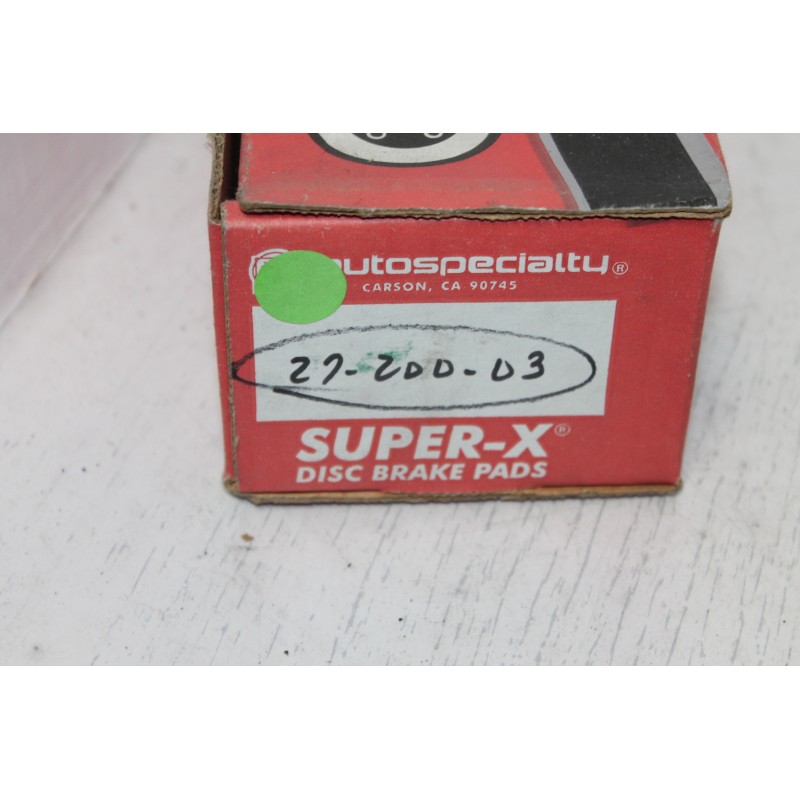 autospecialty®
CARSON, CA 90745
27-200-03
SUPER-X®
DISC BRAKE PADS